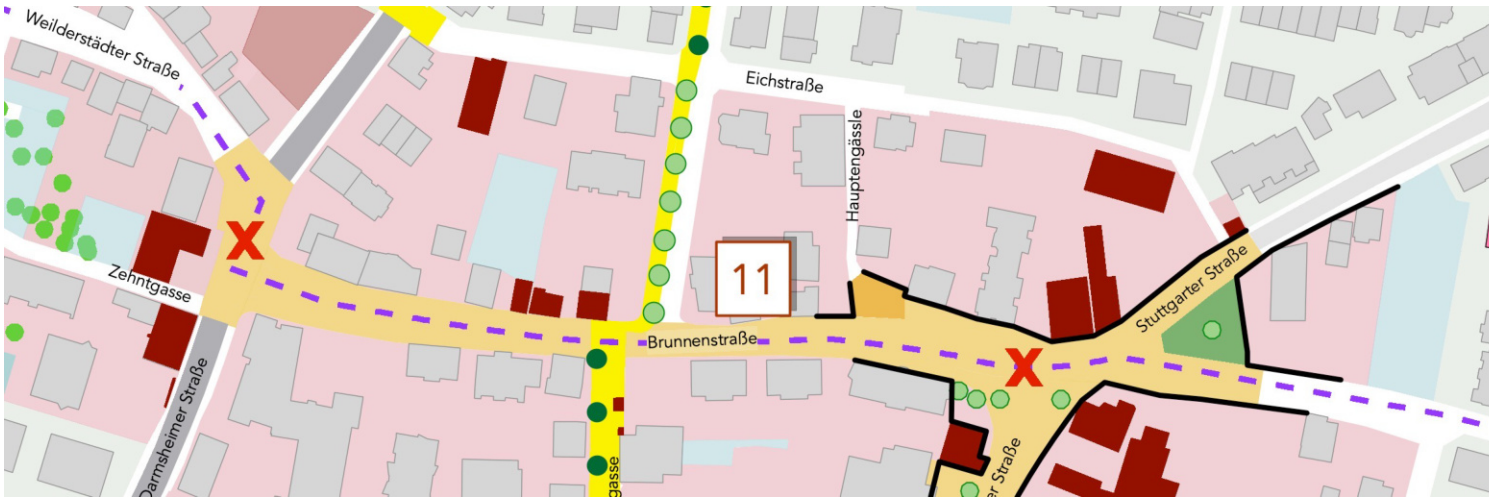 Weilderstädter Straße
Eichstraße
Hauptengässle
X
Zehntgasse
11
Stuttgarter Straße
Brunnenstraße
X
Darmsheimer Straße
gasse
er Straße